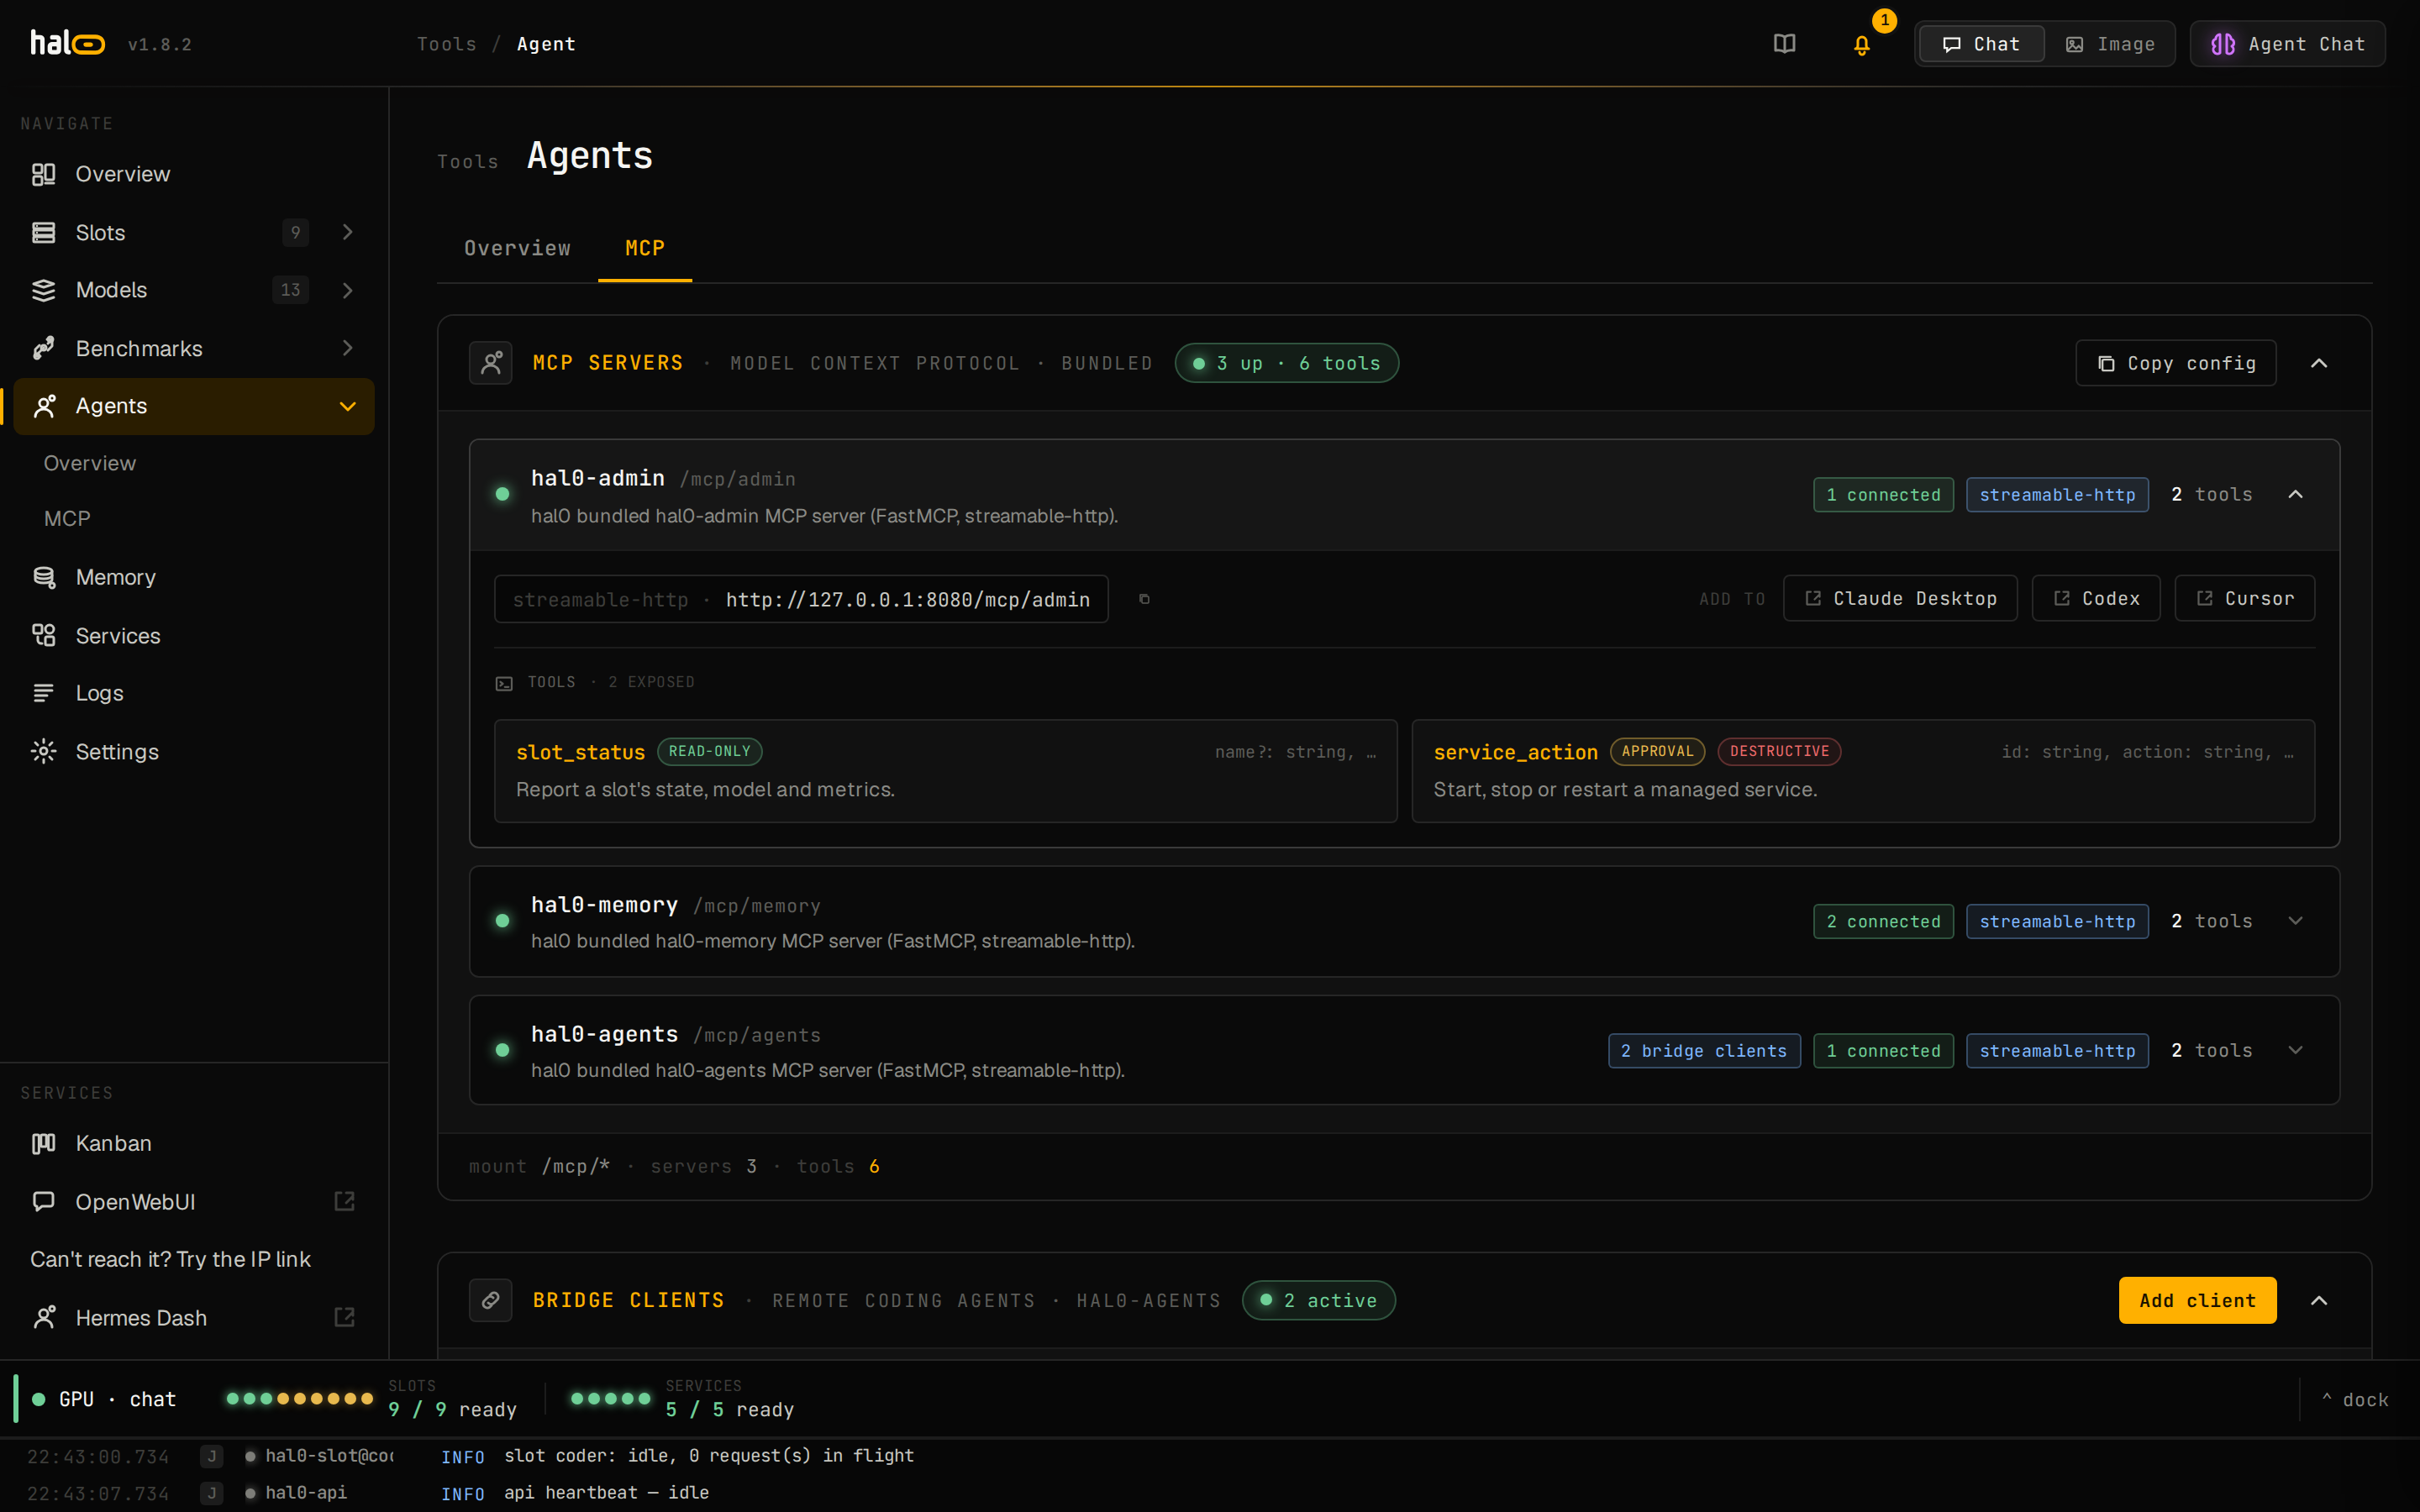 hal0 v1.8.2
Tools / Agent
1
Chat
Image
Agent Chat
NAVIGATE
Overview
Slots 9
Models 13
Benchmarks
Agents
Overview
MCP
Memory
Services
Logs
Settings
SERVICES
Kanban
OpenWebUI
Can't reach it? Try the IP link
Hermes Dash
Tools Agents
Overview MCP
MCP SERVERS · MODEL CONTEXT PROTOCOL · BUNDLED 3 up · 6 tools Copy config
hal0-admin /mcp/admin
hal0 bundled hal0-admin MCP server (FastMCP, streamable-http).
1 connected streamable-http 2 tools
streamable-http · http://127.0.0.1:8080/mcp/admin
ADD TO Claude Desktop Codex Cursor
TOOLS · 2 EXPOSED
slot_status READ-ONLY name?: string, …
Report a slot's state, model and metrics.
service_action APPROVAL DESTRUCTIVE id: string, action: string, …
Start, stop or restart a managed service.
hal0-memory /mcp/memory
hal0 bundled hal0-memory MCP server (FastMCP, streamable-http).
2 connected streamable-http 2 tools
hal0-agents /mcp/agents
hal0 bundled hal0-agents MCP server (FastMCP, streamable-http).
2 bridge clients 1 connected streamable-http 2 tools
mount /mcp/* · servers 3 · tools 6
BRIDGE CLIENTS · REMOTE CODING AGENTS · HAL0-AGENTS 2 active Add client
GPU · chat
SLOTS
9 / 9 ready
SERVICES
5 / 5 ready
^ dock
22:43:00.734 J hal0-slot@coc INFO slot coder: idle, 0 request(s) in flight
22:43:07.734 J hal0-api INFO api heartbeat — idle